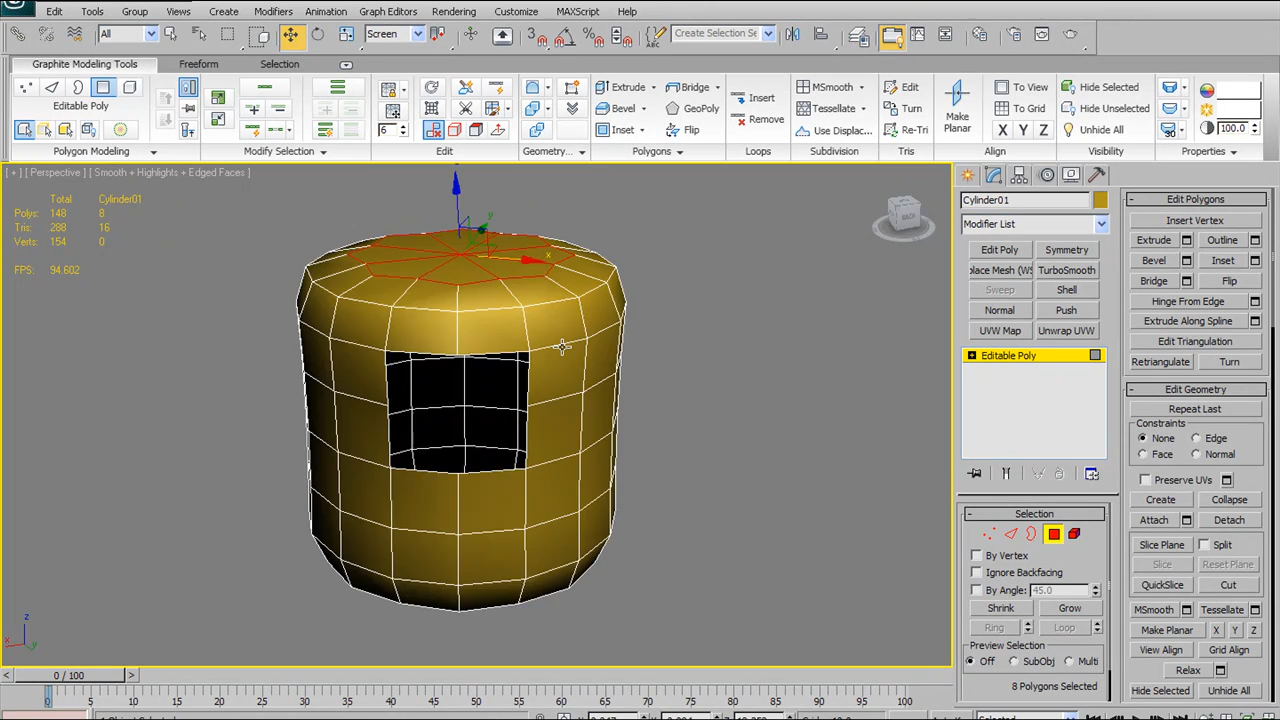 Edit Tools Group Views Create Modifiers Animation Graph Editors Rendering Customize MAXScript Help
All Screen Create Selection Se
Graphite Modeling Tools Freeform Selection
Extrude Bridge MSmooth Edit To View Hide Selected
Editable Poly Insert
Bevel GeoPoly Tessellate Turn Make Planar To Grid Hide Unselected
Remove
6 Inset Flip Use Displac... Re-Tri X Y Z Unhide All 30 100.0
Polygon Modeling Modify Selection Edit Geometry... Polygons Loops Subdivision Tris Align Visibility Properties
[ + ] [ Perspective ] [ Smooth + Highlights + Edged Faces ]
Total Cylinder01
Polys: 148 8
Tris: 288 16
Verts: 154 0
FPS: 94.602
z y x
BACK
z x y
Cylinder01
Modifier List
Edit Poly Symmetry
place Mesh (WS TurboSmooth
Sweep Shell
Normal Push
UVW Map Unwrap UVW
Editable Poly
- Selection
By Vertex
Ignore Backfacing
By Angle: 45.0
Shrink Grow
Ring Loop
Preview Selection
Off SubObj Multi
8 Polygons Selected
- Edit Polygons
Insert Vertex
Extrude Outline
Bevel Inset
Bridge Flip
Hinge From Edge
Extrude Along Spline
Edit Triangulation
Retriangulate Turn
- Edit Geometry
Repeat Last
Constraints
None Edge
Face Normal
Preserve UVs
Create Collapse
Attach Detach
Slice Plane Split
Slice Reset Plane
QuickSlice Cut
MSmooth Tessellate
Make Planar X Y Z
View Align Grid Align
Relax
Hide Selected Unhide All
< 0 / 100 >
0 5 10 15 20 25 30 35 40 45 50 55 60 65 70 75 80 85 90 95 100